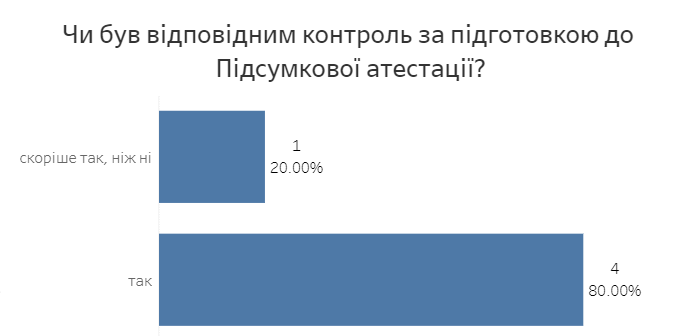 Чи був відповідним контроль за підготовкою до
Підсумкової атестації?
скоріше так, ніж ні
1
20.00%
так
4
80.00%